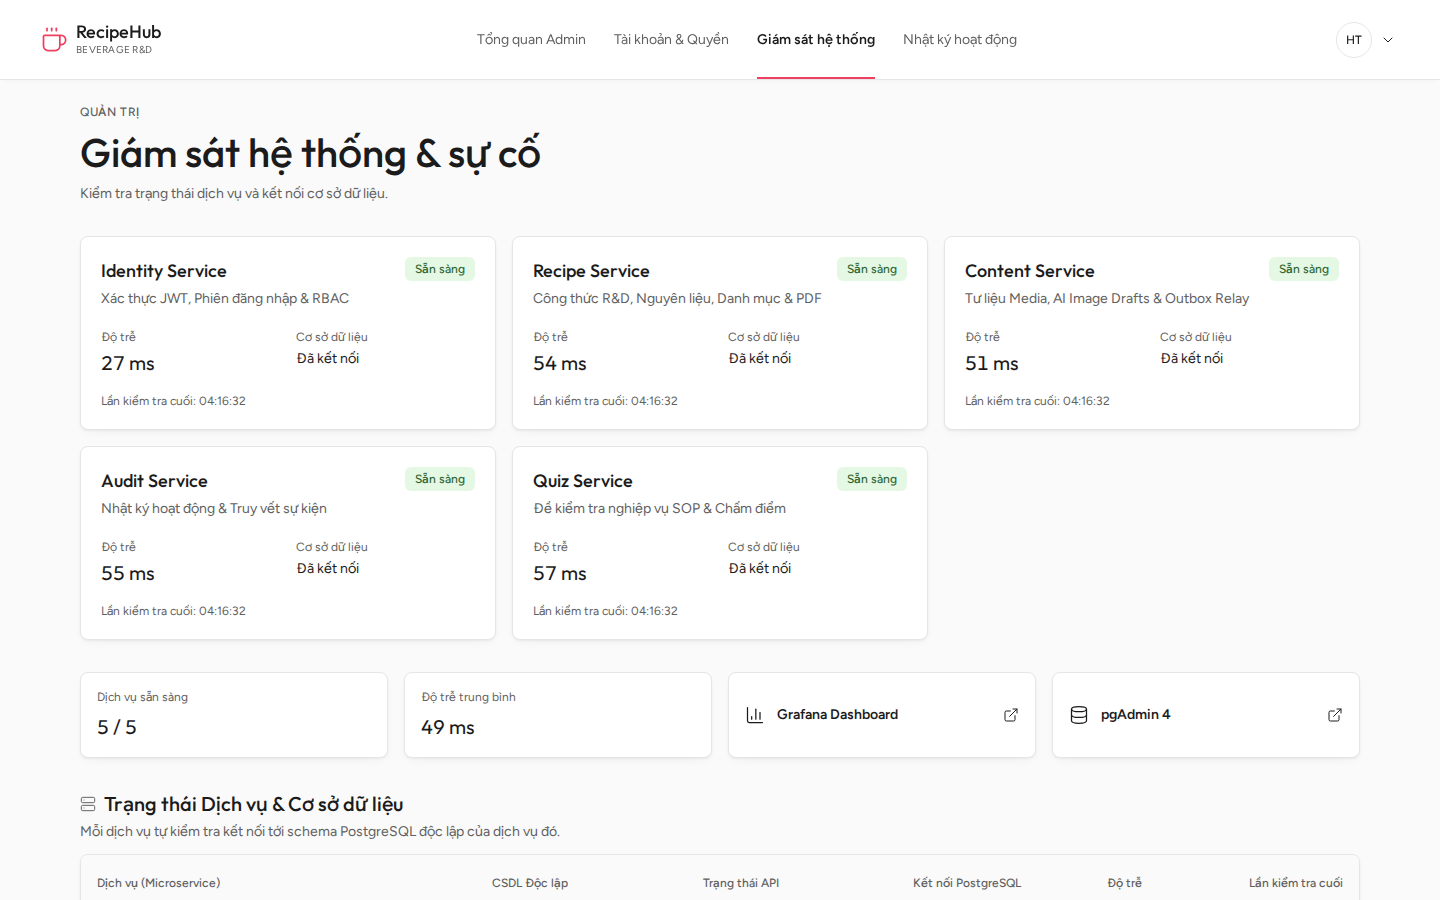 RecipeHub
BEVERAGE R&D
Tổng quan Admin
Tài khoản & Quyền
Giám sát hệ thống
Nhật ký hoạt động
HT
QUẢN TRỊ
Giám sát hệ thống & sự cố
Kiểm tra trạng thái dịch vụ và kết nối cơ sở dữ liệu.
Identity Service
Sẵn sàng
Xác thực JWT, Phiên đăng nhập & RBAC
Độ trễ
Cơ sở dữ liệu
27 ms
Đã kết nối
Lần kiểm tra cuối: 04:16:32
Recipe Service
Sẵn sàng
Công thức R&D, Nguyên liệu, Danh mục & PDF
Độ trễ
Cơ sở dữ liệu
54 ms
Đã kết nối
Lần kiểm tra cuối: 04:16:32
Content Service
Sẵn sàng
Tư liệu Media, AI Image Drafts & Outbox Relay
Độ trễ
Cơ sở dữ liệu
51 ms
Đã kết nối
Lần kiểm tra cuối: 04:16:32
Audit Service
Sẵn sàng
Nhật ký hoạt động & Truy vết sự kiện
Độ trễ
Cơ sở dữ liệu
55 ms
Đã kết nối
Lần kiểm tra cuối: 04:16:32
Quiz Service
Sẵn sàng
Đề kiểm tra nghiệp vụ SOP & Chấm điểm
Độ trễ
Cơ sở dữ liệu
57 ms
Đã kết nối
Lần kiểm tra cuối: 04:16:32
Dịch vụ sẵn sàng
5 / 5
Độ trễ trung bình
49 ms
Grafana Dashboard
pgAdmin 4
Trạng thái Dịch vụ & Cơ sở dữ liệu
Mỗi dịch vụ tự kiểm tra kết nối tới schema PostgreSQL độc lập của dịch vụ đó.
Dịch vụ (Microservice)
CSDL Độc lập
Trạng thái API
Kết nối PostgreSQL
Độ trễ
Lần kiểm tra cuối